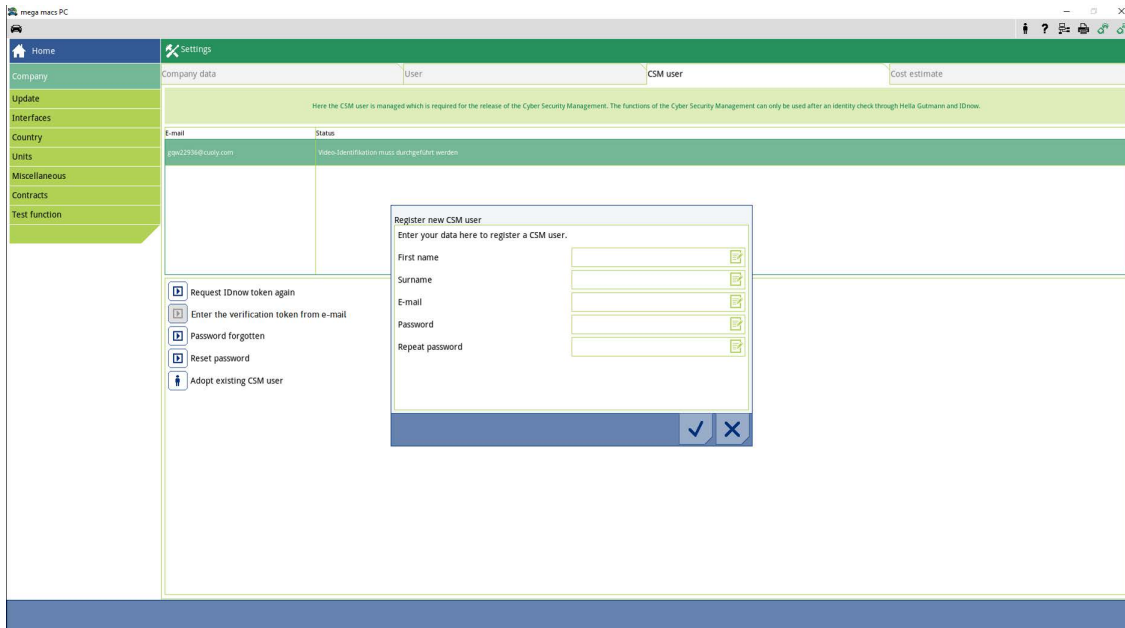 mega macs PC
Home
Settings
Company
Company data
User
CSM user
Cost estimate
Update
Interfaces
Country
Units
Miscellaneous
Contracts
Test function
Here the CSM user is managed which is required for the release of the Cyber Security Management. The functions of the Cyber Security Management can only be used after an identity check through Hella Gutmann and IDnow.
E-mail
Status
gqw22936@cuoly.com
Video-Identifikation muss durchgeführt werden
Register new CSM user
Enter your data here to register a CSM user.
First name
Surname
E-mail
Password
Repeat password
Request IDnow token again
Enter the verification token from e-mail
Password forgotten
Reset password
Adopt existing CSM user